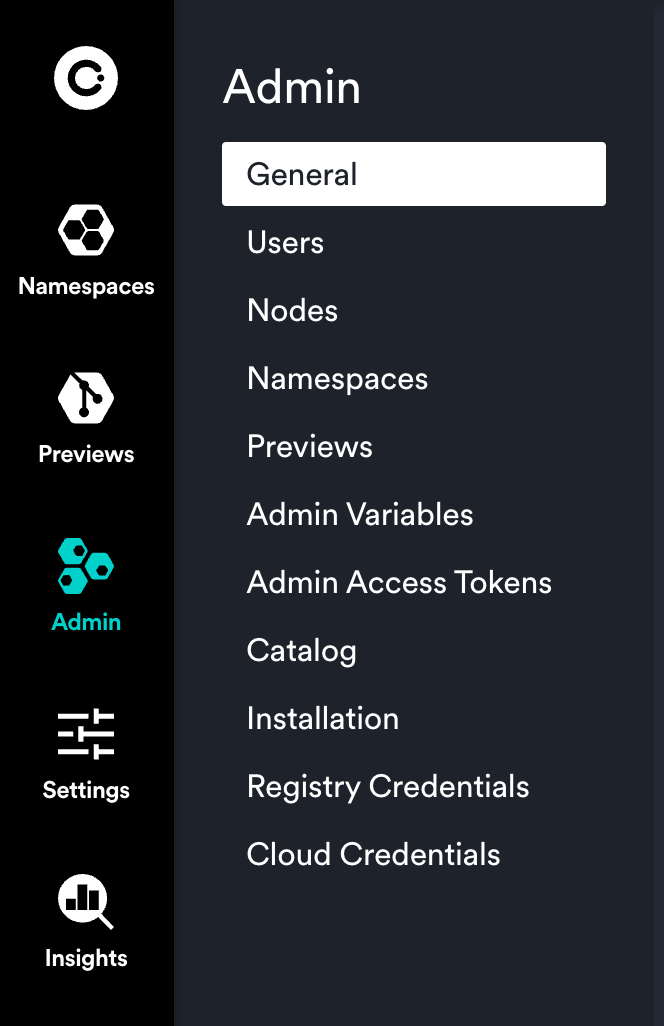 Namespaces
Previews
Admin
Settings
Insights
Admin
General
Users
Nodes
Namespaces
Previews
Admin Variables
Admin Access Tokens
Catalog
Installation
Registry Credentials
Cloud Credentials